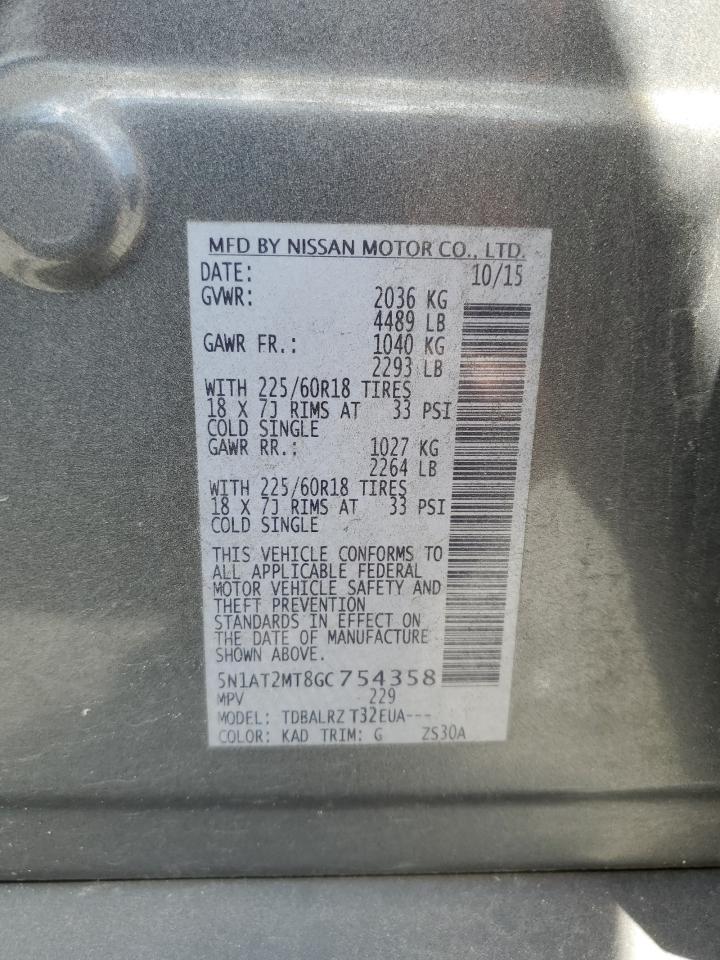 MFD BY NISSAN MOTOR CO., LTD.
DATE: 10/15
GVWR: 2036 KG
4489 LB
GAWR FR.: 1040 KG
2293 LB
WITH 225/60R18 TIRES
18 X 7J RIMS AT 33 PSI
COLD SINGLE
GAWR RR.: 1027 KG
2264 LB
WITH 225/60R18 TIRES
18 X 7J RIMS AT 33 PSI
COLD SINGLE
THIS VEHICLE CONFORMS TO
ALL APPLICABLE FEDERAL
MOTOR VEHICLE SAFETY AND
THEFT PREVENTION
STANDARDS IN EFFECT ON
THE DATE OF MANUFACTURE
SHOWN ABOVE.
5N1AT2MT8GC754358
MPV 229
MODEL: TDBALRZ T32EUA---
COLOR: KAD TRIM: G ZS30A